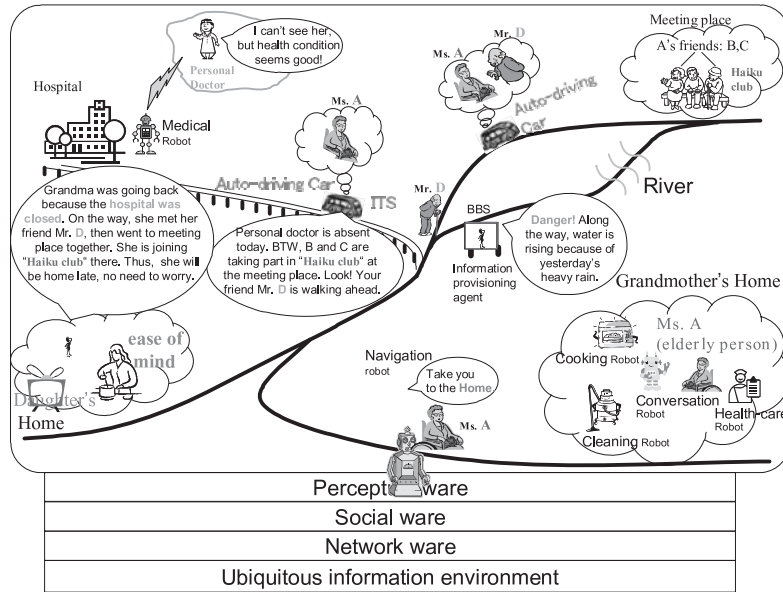 I can't see her,
but health condition
seems good!
Personal
Doctor
Hospital
Medical
Robot
Ms. A
Auto-driving Car
ITS
Ms. A
Mr. D
Auto-driving
Car
Meeting place
A's friends: B,C
Haiku
club
River
Mr. D
BBS
Information
provisioning
agent
Danger! Along
the way, water is
rising because of
yesterday's
heavy rain.
Grandma was going back
because the hospital was
closed. On the way, she met her
friend Mr. D, then went to meeting
place together. She is joining
"Haiku club" there. Thus, she will
be home late, no need to worry.
Personal doctor is absent
today. BTW, B and C are
taking part in "Haiku club" at
the meeting place. Look! Your
friend Mr. D is walking ahead.
ease of
mind
Daughter's
Home
Navigation
robot
Take you
to the Home.
Ms. A
Grandmother's Home
Ms. A
(elderly person)
Cooking Robot
Conversation
Robot
Health-care
Robot
Cleaning Robot
ware
Social ware
Network ware
Ubiquitous information environment